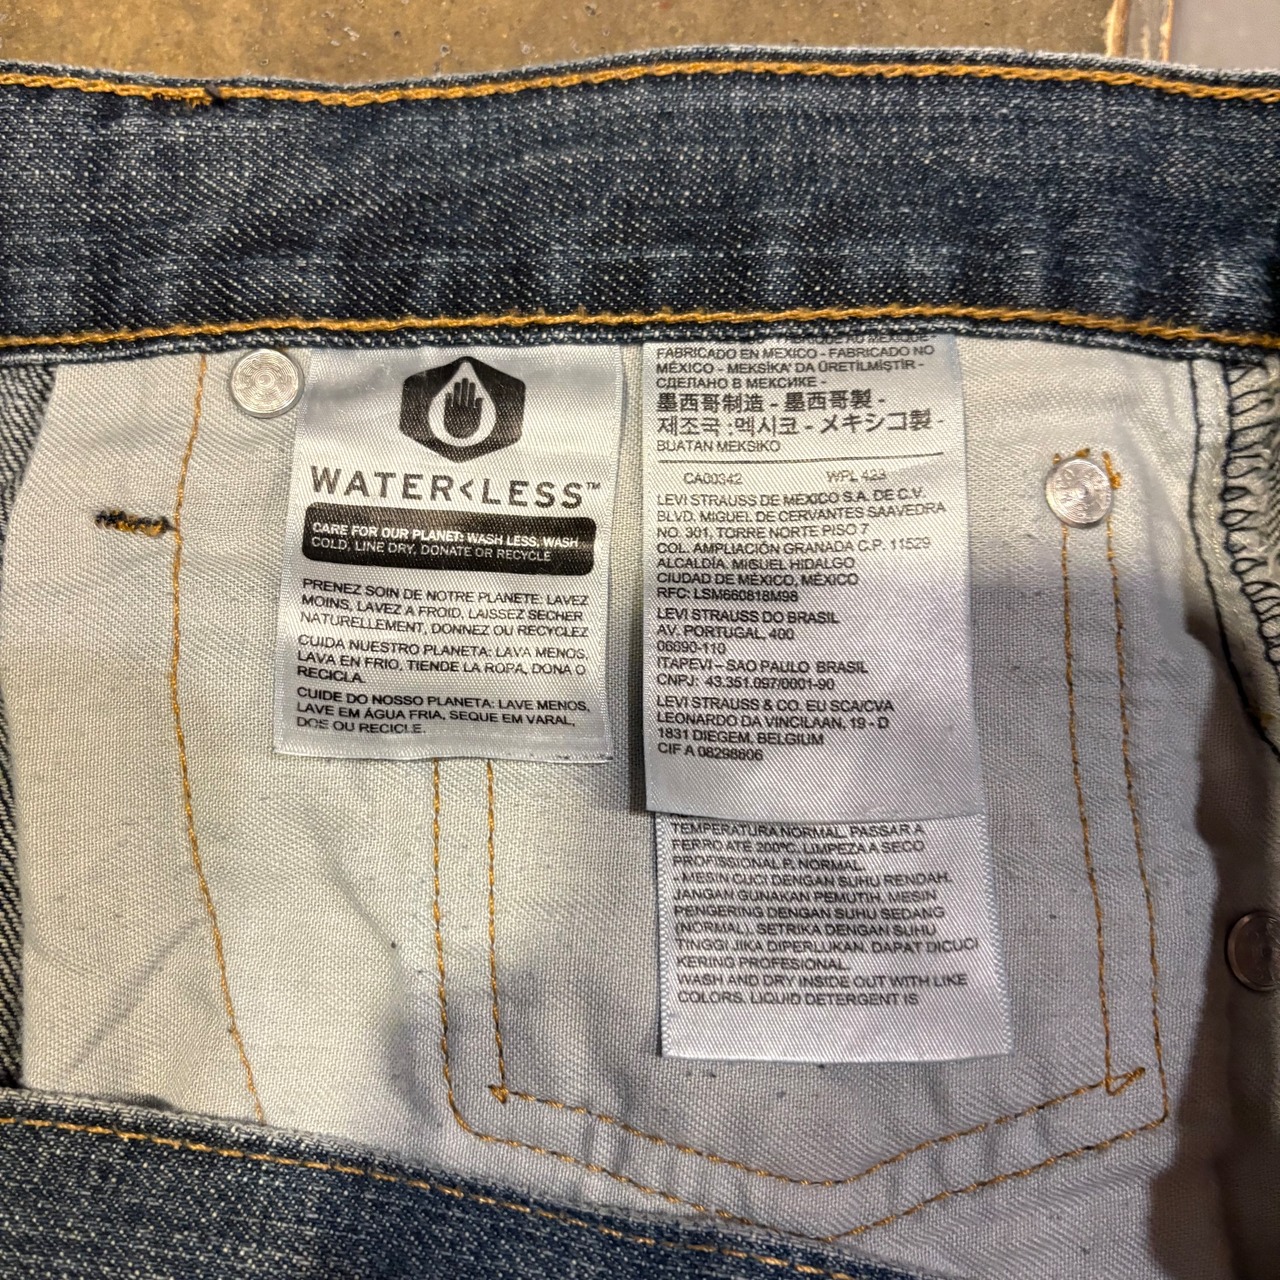 WATER<LESS™
CARE FOR OUR PLANET: WASH LESS, WASH
COLD, LINE DRY, DONATE OR RECYCLE
PRENEZ SOIN DE NOTRE PLANETE: LAVEZ
MOINS, LAVEZ A FROID, LAISSEZ SECHER
NATURELLEMENT, DONNEZ OU RECYCLEZ
CUIDA NUESTRO PLANETA: LAVA MENOS,
LAVA EN FRIO, TIENDE LA ROPA, DONA O
RECICLA.
CUIDE DO NOSSO PLANETA: LAVE MENOS,
LAVE EM ÁGUA FRIA, SEQUE EM VARAL,
DOE OU RECICLE.
FABRICADO EN MEXICO - FABRICADO NO
MÉXICO - MEKSİKA' DA ÜRETİLMİŞTİR -
СДЕЛАНО В МЕКСИКЕ -
墨西哥制造 - 墨西哥製 -
제조국 :멕시코 - メキシコ製 -
BUATAN MEKSIKO
CA00342 WPL 423
LEVI STRAUSS DE MEXICO S.A. DE C.V.
BLVD. MIGUEL DE CERVANTES SAAVEDRA
NO. 301, TORRE NORTE PISO 7
COL. AMPLIACIÓN GRANADA C.P. 11529
ALCALDÍA. MIGUEL HIDALGO
CIUDAD DE MÉXICO, MÉXICO
RFC: LSM660818M98
LEVI STRAUSS DO BRASIL
AV. PORTUGAL, 400
06690-110
ITAPEVI – SAO PAULO BRASIL
CNPJ: 43.351.097/0001-90
LEVI STRAUSS & CO. EU SCA/CVA
LEONARDO DA VINCILAAN, 19 - D
1831 DIEGEM, BELGIUM
CIF A 08298606
TEMPERATURA NORMAL. PASSAR A
FERRO ATÉ 200ºC. LIMPEZA A SECO
PROFISSIONAL P. NORMAL.
. MESIN CUCI DENGAN SUHU RENDAH.
JANGAN GUNAKAN PEMUTIH. MESIN
PENGERING DENGAN SUHU SEDANG
(NORMAL). SETRIKA DENGAN SUHU
TINGGI JIKA DIPERLUKAN. DAPAT DICUCI
KERING PROFESIONAL.
WASH AND DRY INSIDE OUT WITH LIKE
COLORS. LIQUID DETERGENT IS